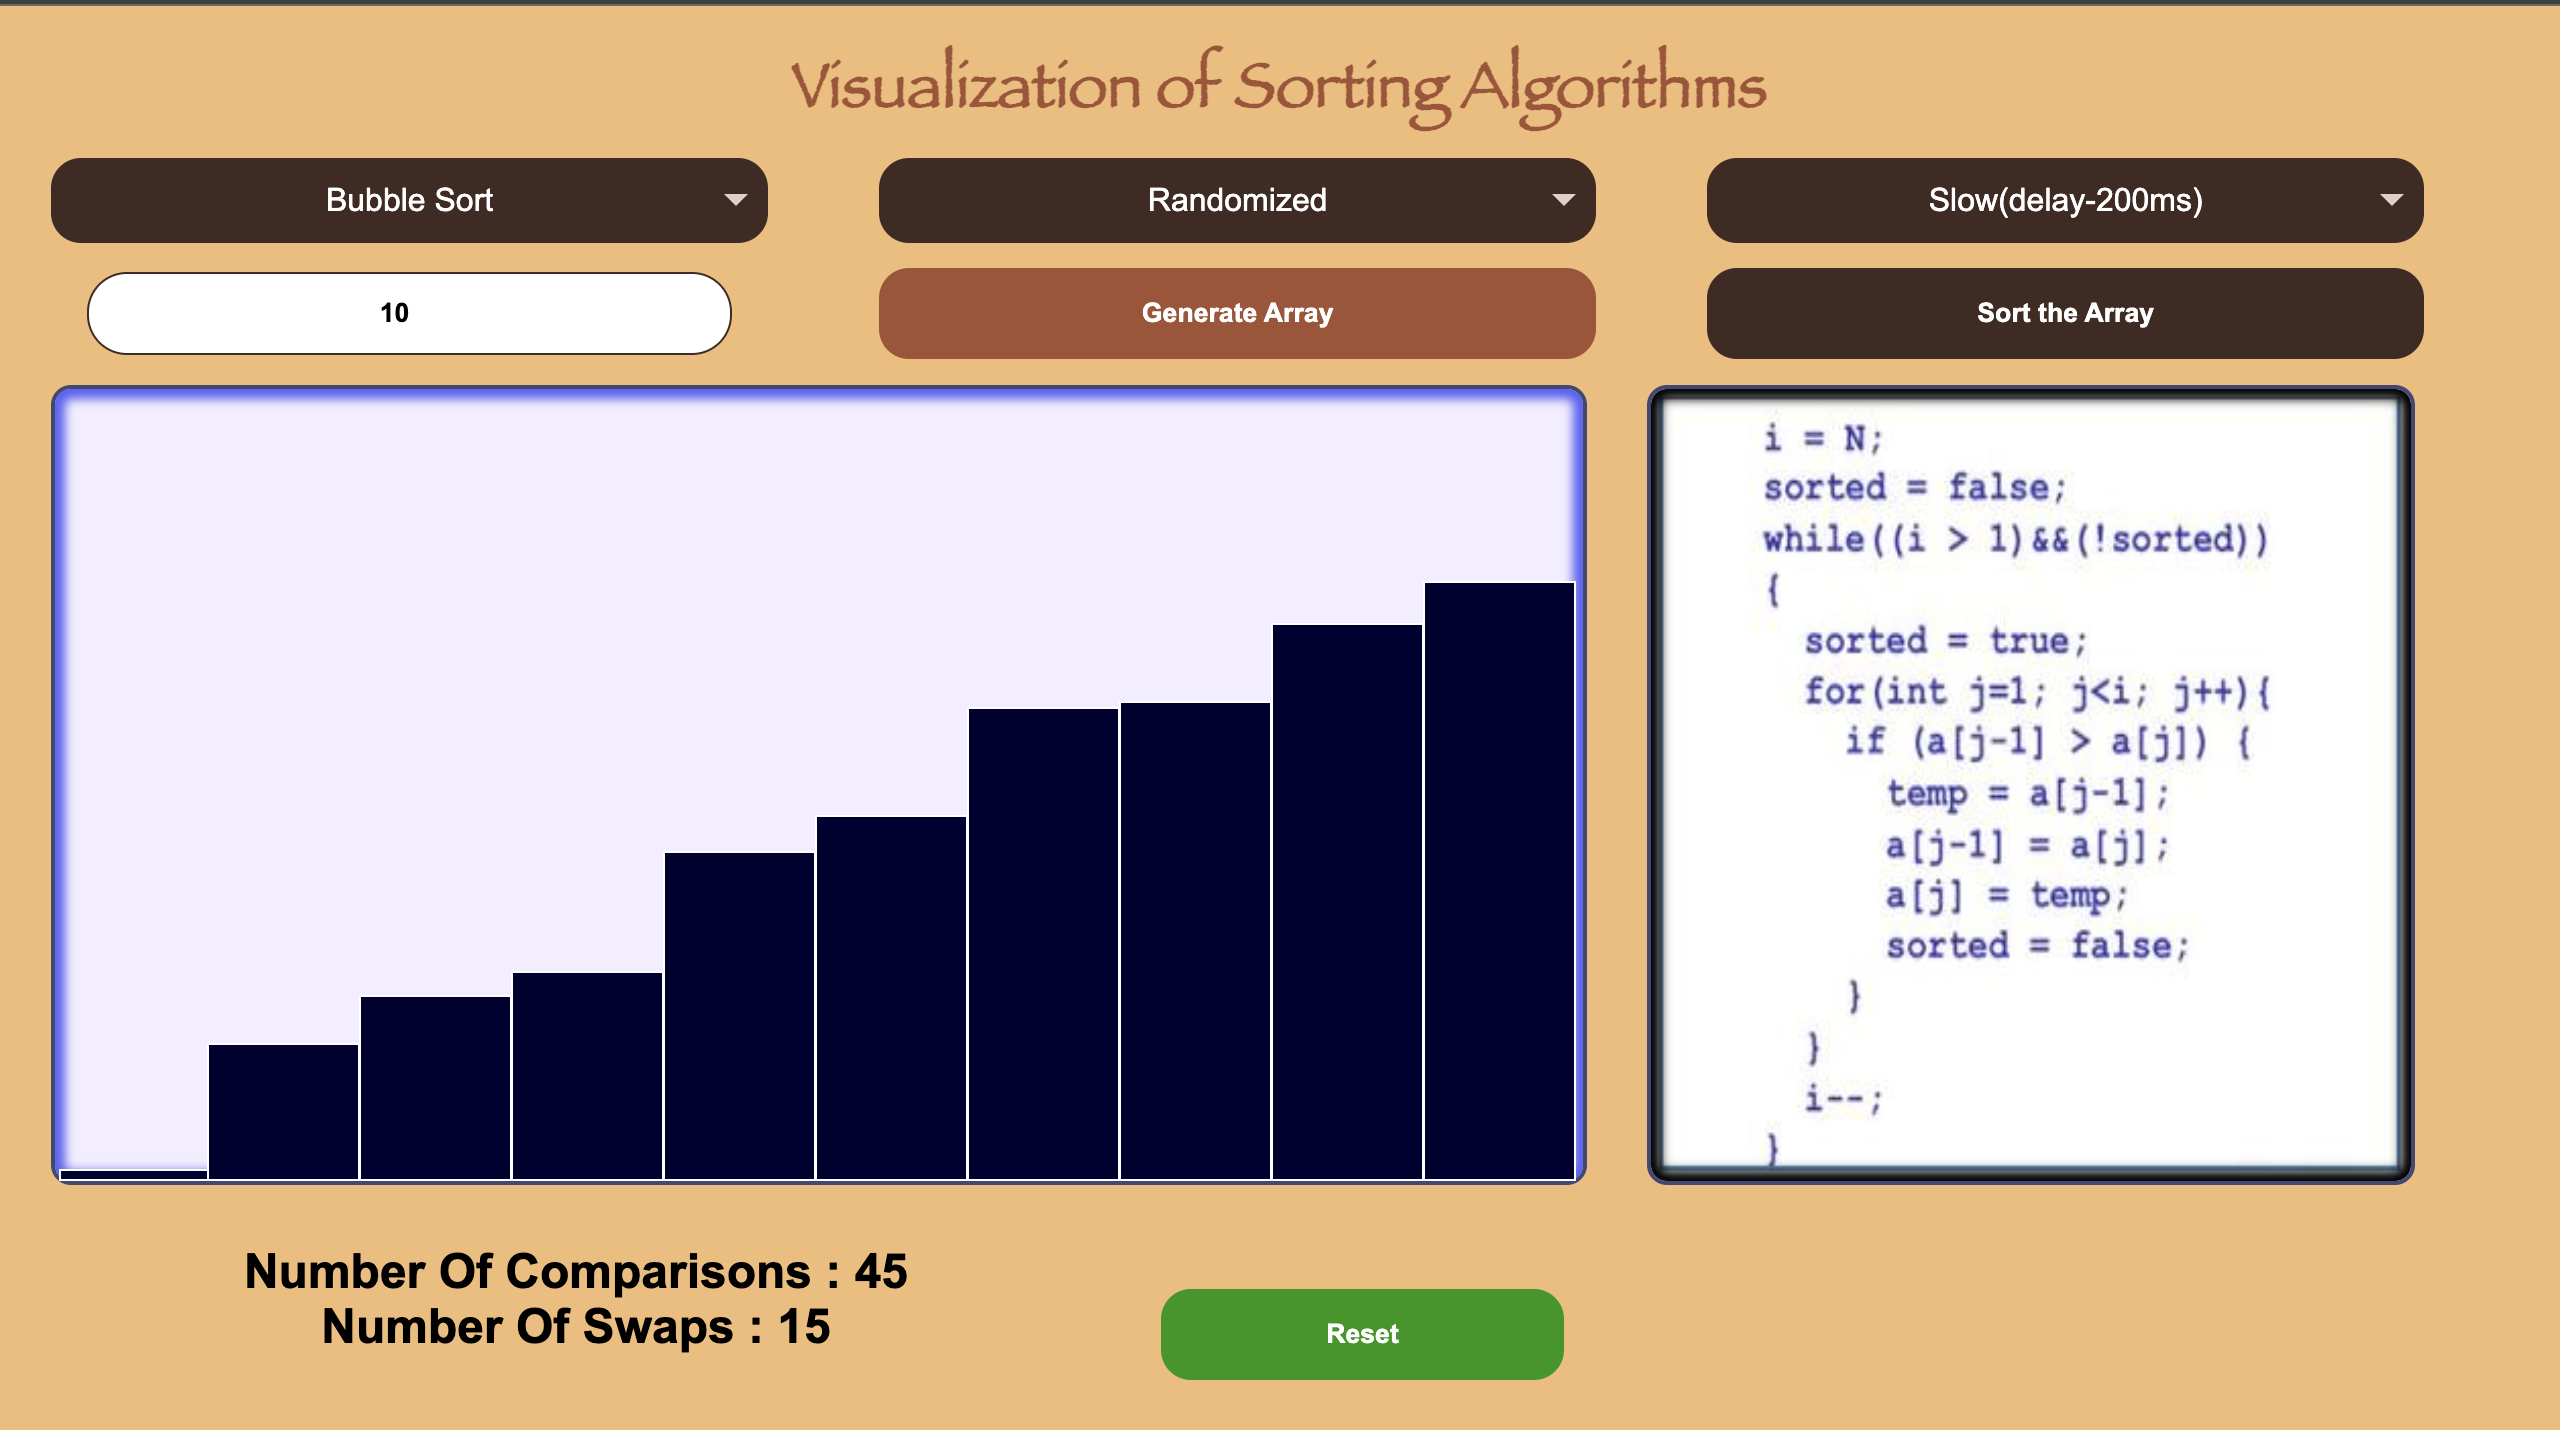 Visualization of Sorting Algorithms
Bubble Sort
Randomized
Slow(delay-200ms)
10
Generate Array
Sort the Array
i = N;
sorted = false;
while((i > 1)&&(!sorted))
{
sorted = true;
for(int j=1; j<i; j++){
if (a[j-1] > a[j]) {
temp = a[j-1];
a[j-1] = a[j];
a[j] = temp;
sorted = false;
}
}
i--;
}
Number Of Comparisons : 45
Number Of Swaps : 15
Reset